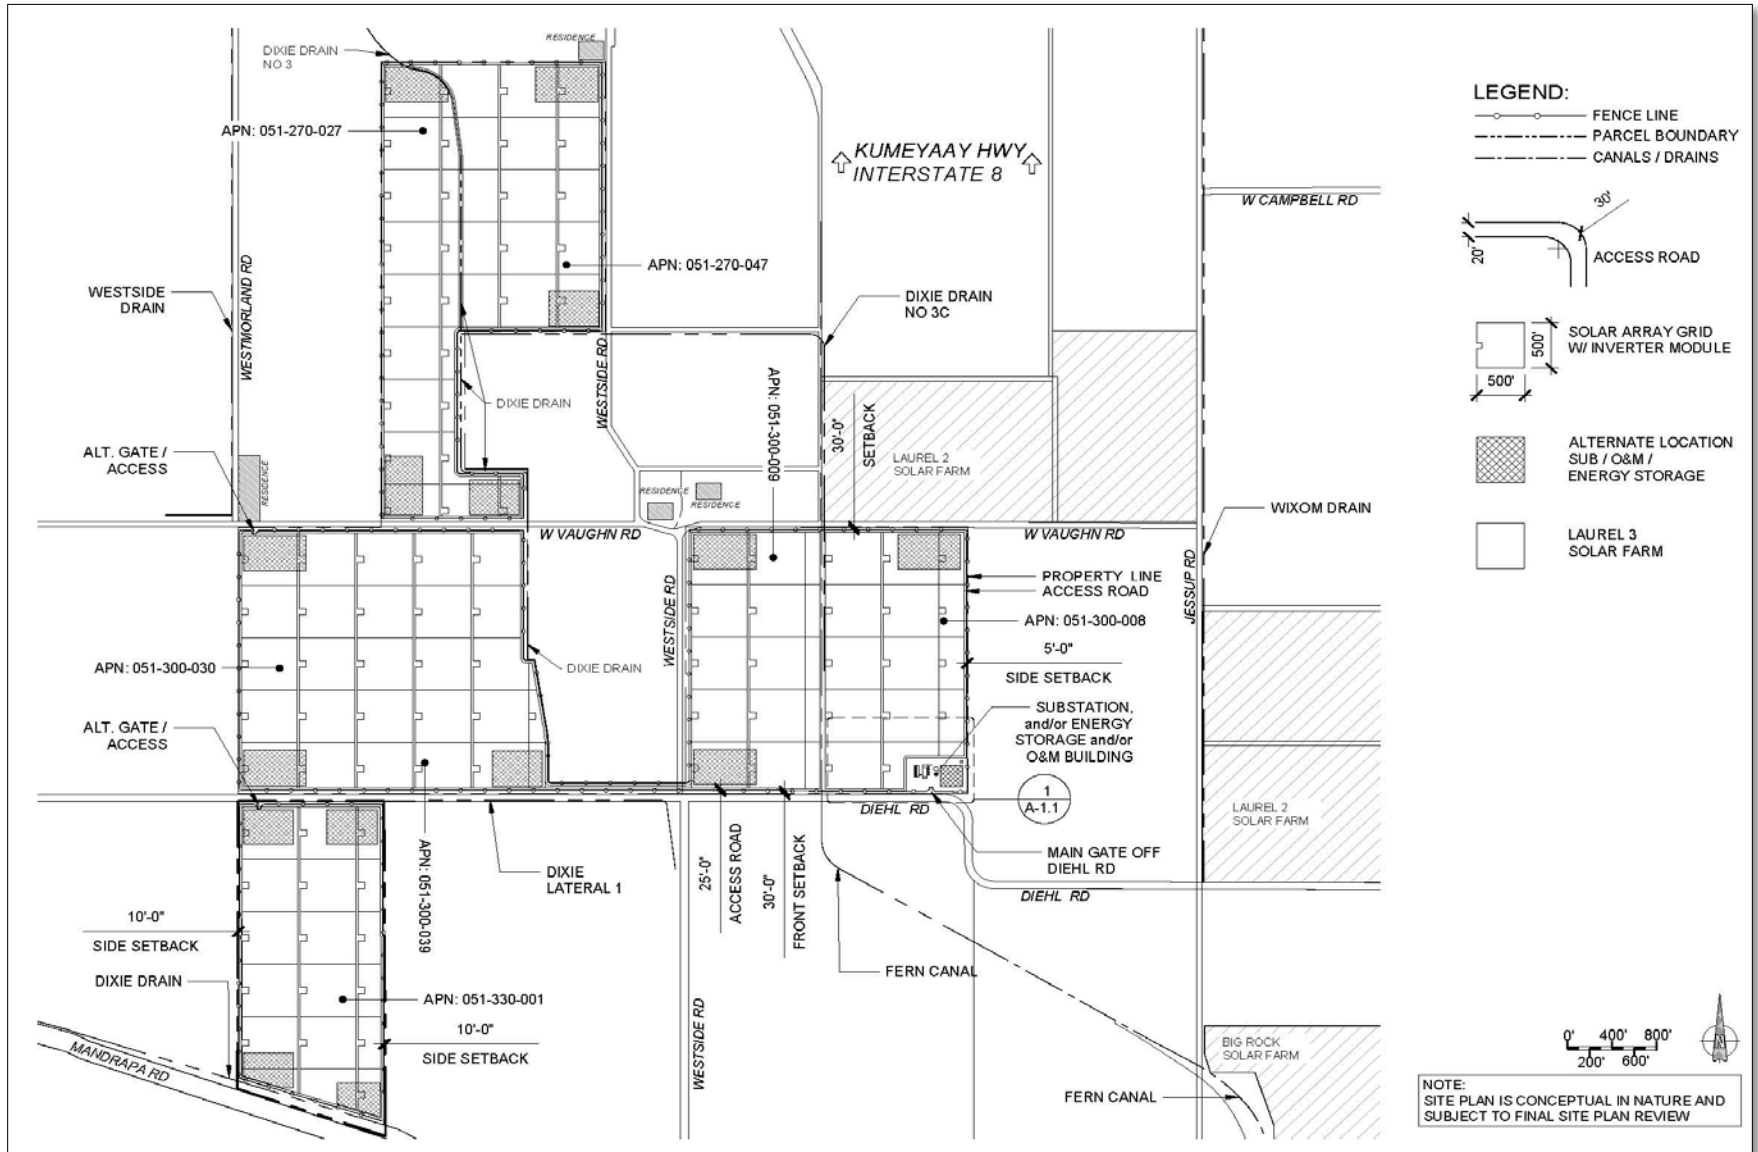 RESIDENCE
DIXIE DRAIN
NO 3
APN: 051-270-027
KUMEYAAY HWY
INTERSTATE 8
W CAMPBELL RD
APN: 051-270-047
WESTSIDE
DRAIN
WESTMORLAND RD
DIXIE DRAIN
NO 3C
WESTSIDE RD
DIXIE DRAIN
APN: 051-300-009
30'-0"
SETBACK
ALT. GATE /
ACCESS
RESIDENCE
LAUREL 2
SOLAR FARM
RESIDENCE
RESIDENCE
WIXOM DRAIN
W VAUGHN RD
W VAUGHN RD
WESTSIDE RD
JESSUP RD
PROPERTY LINE
ACCESS ROAD
APN: 051-300-008
5'-0"
SIDE SETBACK
APN: 051-300-030
DIXIE DRAIN
SUBSTATION,
and/or ENERGY
STORAGE and/or
O&M BUILDING
ALT. GATE /
ACCESS
1
A-1.1
DIEHL RD
LAUREL 2
SOLAR FARM
APN: 051-300-039
DIXIE
LATERAL 1
25'-0"
ACCESS ROAD
30'-0"
FRONT SETBACK
MAIN GATE OFF
DIEHL RD
DIEHL RD
10'-0"
SIDE SETBACK
DIXIE DRAIN
FERN CANAL
APN: 051-330-001
10'-0"
SIDE SETBACK
MANDRAPA RD
WESTSIDE RD
BIG ROCK
SOLAR FARM
FERN CANAL
LEGEND:
FENCE LINE
PARCEL BOUNDARY
CANALS / DRAINS
30'
20'
ACCESS ROAD
SOLAR ARRAY GRID
W/ INVERTER MODULE
500'
500'
ALTERNATE LOCATION
SUB / O&M /
ENERGY STORAGE
LAUREL 3
SOLAR FARM
0' 400' 800'
200' 600'
N
NOTE:
SITE PLAN IS CONCEPTUAL IN NATURE AND
SUBJECT TO FINAL SITE PLAN REVIEW